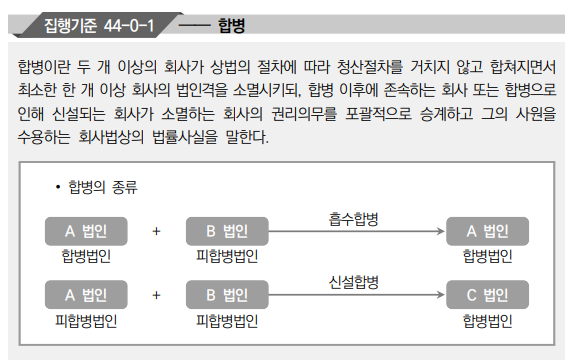 집행기준 44-0-1 합병
합병이란 두 개 이상의 회사가 상법의 절차에 따라 청산절차를 거치지 않고 합쳐지면서
최소한 한 개 이상 회사의 법인격을 소멸시키되, 합병 이후에 존속하는 회사 또는 합병으로
인해 신설되는 회사가 소멸하는 회사의 권리의무를 포괄적으로 승계하고 그의 사원을
수용하는 회사법상의 법률사실을 말한다.
• 합병의 종류
A 법인 + B 법인 흡수합병 A 법인
합병법인 피합병법인 합병법인
A 법인 + B 법인 신설합병 C 법인
피합병법인 피합병법인 합병법인